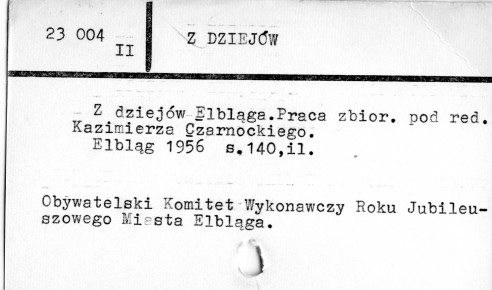 23 004
II
Z DZIEJÓW
Z dziejów Elbląga.Praca zbior. pod red.
Kazimierza Czarnockiego.
Elbląg 1956 s.140,il.
Obywatelski Komitet Wykonawczy Roku Jubileu-
szowego Miasta Elbląga.